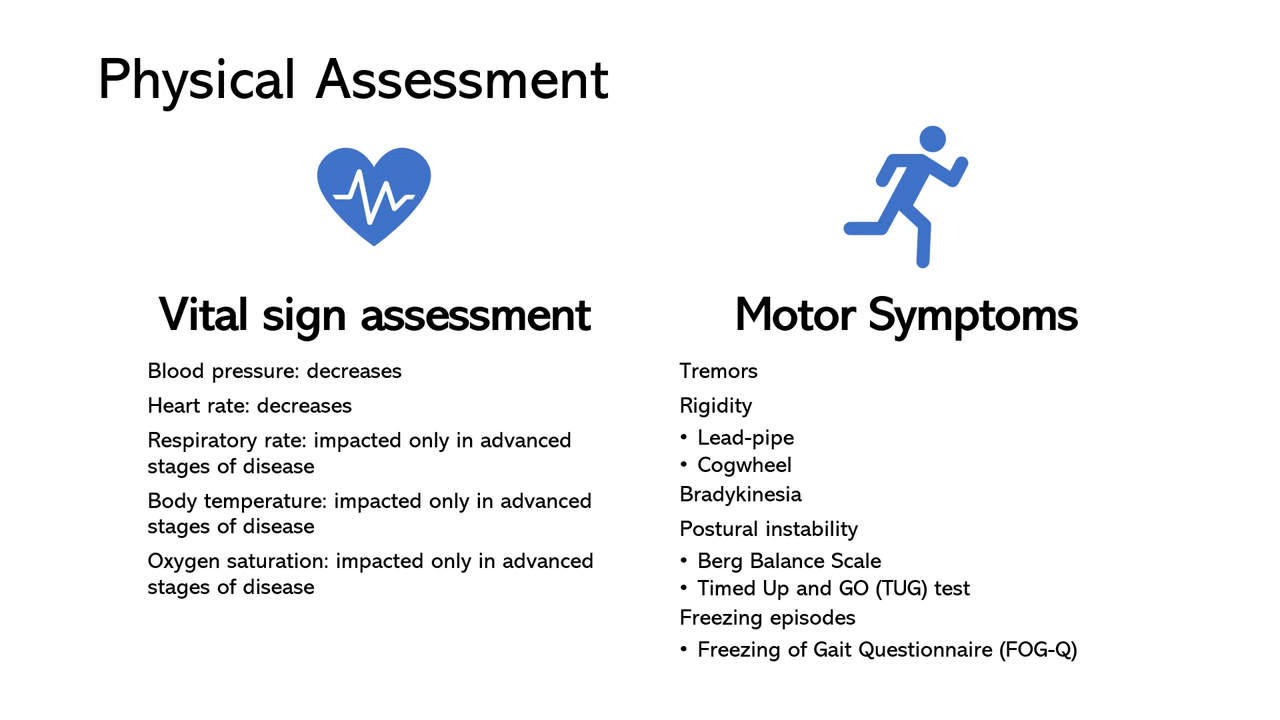 Physical Assessment
Vital sign assessment
Blood pressure: decreases
Heart rate: decreases
Respiratory rate: impacted only in advanced
stages of disease
Body temperature: impacted only in advanced
stages of disease
Oxygen saturation: impacted only in advanced
stages of disease
Motor Symptoms
Tremors
Rigidity
• Lead-pipe
• Cogwheel
Bradykinesia
Postural instability
• Berg Balance Scale
• Timed Up and GO (TUG) test
Freezing episodes
• Freezing of Gait Questionnaire (FOG-Q)